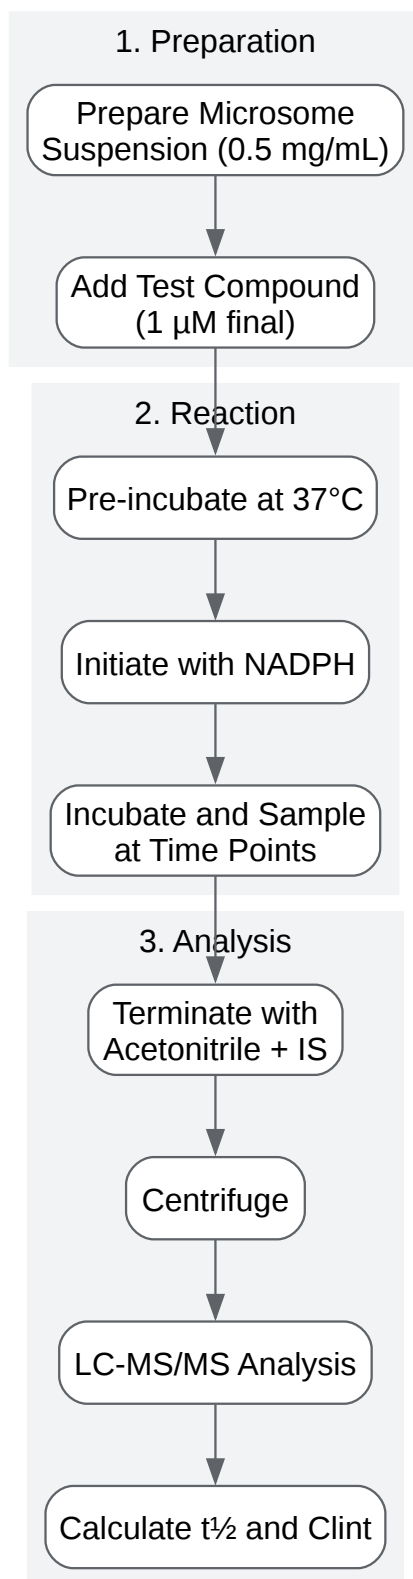 1. Preparation
Prepare Microsome
Suspension (0.5 mg/mL)
Add Test Compound
(1 µM final)
2. Reaction
Pre-incubate at 37°C
Initiate with NADPH
Incubate and Sample
at Time Points
3. Analysis
Terminate with
Acetonitrile + IS
Centrifuge
LC-MS/MS Analysis
Calculate t½ and Clint